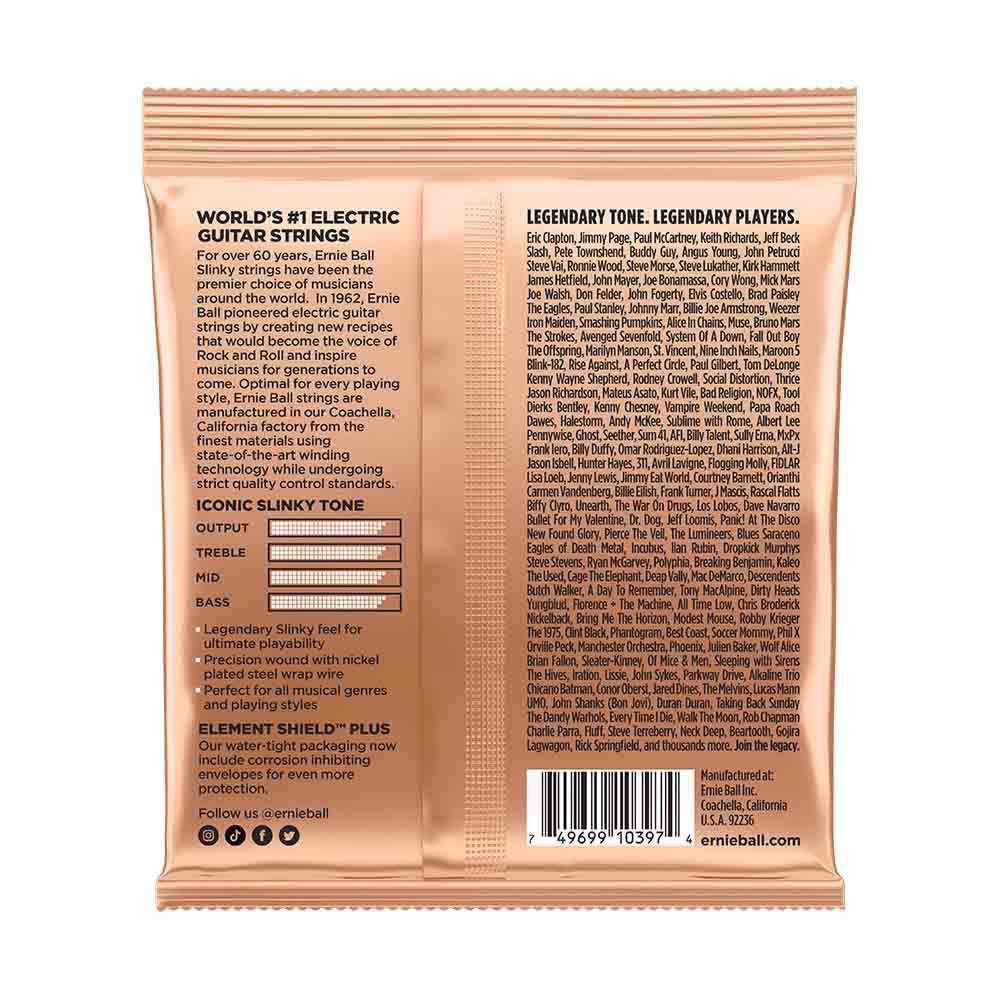 WORLD'S #1 ELECTRIC
GUITAR STRINGS
For over 60 years, Ernie Ball
Slinky strings have been the
premier choice of musicians
around the world. In 1962, Ernie
Ball pioneered electric guitar
strings by creating new recipes
that would become the voice of
Rock and Roll and inspire
musicians for generations to
come. Optimal for every playing
style, Ernie Ball strings are
manufactured in our Coachella,
California factory from the
finest materials using
state-of-the-art winding
technology while undergoing
strict quality control standards.
ICONIC SLINKY TONE
OUTPUT
TREBLE
MID
BASS
Legendary Slinky feel for
ultimate playability
Precision wound with nickel
plated steel wrap wire
Perfect for all musical genres
and playing styles
ELEMENT SHIELD™ PLUS
Our water-tight packaging now
include corrosion inhibiting
envelopes for even more
protection.
Follow us @ernieball
LEGENDARY TONE. LEGENDARY PLAYERS.
Eric Clapton, Jimmy Page, Paul McCartney, Keith Richards, Jeff Beck
Slash, Pete Townshend, Buddy Guy, Angus Young, John Petrucci
Steve Vai, Ronnie Wood, Steve Morse, Steve Lukather, Kirk Hammett
James Hetfield, John Mayer, Joe Bonamassa, Cory Wong, Mick Mars
Joe Walsh, Don Felder, John Fogerty, Elvis Costello, Brad Paisley
The Eagles, Paul Stanley, Johnny Marr, Billie Joe Armstrong, Weezer
Iron Maiden, Smashing Pumpkins, Alice In Chains, Muse, Bruno Mars
The Strokes, Avenged Sevenfold, System Of A Down, Fall Out Boy
The Offspring, Marilyn Manson, St. Vincent, Nine Inch Nails, Maroon 5
Blink-182, Rise Against, A Perfect Circle, Paul Gilbert, Tom DeLonge
Kenny Wayne Shepherd, Rodney Crowell, Social Distortion, Thrice
Jason Richardson, Mateus Asato, Kurt Vile, Bad Religion, NOFX, Tool
Dierks Bentley, Kenny Chesney, Vampire Weekend, Papa Roach
Dawes, Halestorm, Andy McKee, Sublime with Rome, Albert Lee
Pennywise, Ghost, Seether, Sum 41, AFI, Billy Talent, Sully Erna, MxPx
Frank Iero, Billy Duffy, Omar Rodriguez-Lopez, Dhani Harrison, Alt-J
Jason Isbell, Hunter Hayes, 311, Avril Lavigne, Flogging Molly, FIDLAR
Lisa Loeb, Jenny Lewis, Jimmy Eat World, Courtney Barnett, Orianthi
Carmen Vandenberg, Billie Eilish, Frank Turner, J Mascis, Rascal Flatts
Biffy Clyro, Unearth, The War On Drugs, Los Lobos, Dave Navarro
Bullet For My Valentine, Dr. Dog, Jeff Loomis, Panic! At The Disco
New Found Glory, Pierce The Veil, The Lumineers, Blues Saraceno
Eagles of Death Metal, Incubus, Ilan Rubin, Dropkick Murphys
Steve Stevens, Ryan McGarvey, Polyphia, Breaking Benjamin, Kaleo
The Used, Cage The Elephant, Deap Vally, Mac DeMarco, Descendents
Butch Walker, A Day To Remember, Tony MacAlpine, Dirty Heads
Yungblud, Florence + The Machine, All Time Low, Chris Broderick
Nickelback, Bring Me The Horizon, Modest Mouse, Robby Krieger
The 1975, Clint Black, Phantogram, Best Coast, Soccer Mommy, Phil X
Orville Peck, Manchester Orchestra, Phoenix, Julien Baker, Wolf Alice
Brian Fallon, Sleater-Kinney, Of Mice & Men, Sleeping with Sirens
The Hives, Iration, Lissie, John Sykes, Parkway Drive, Alkaline Trio
Chicano Batman, Conor Oberst, Jared Dines, The Melvins, Lucas Mann
UMO, John Shanks (Bon Jovi), Duran Duran, Taking Back Sunday
The Dandy Warhols, Every Time I Die, Walk The Moon, Rob Chapman
Charlie Parra, Fluff, Steve Terreberry, Neck Deep, Beartooth, Gojira
Lagwagon, Rick Springfield, and thousands more. Join the legacy.
7 49699 10397 4
Manufactured at:
Ernie Ball Inc.
Coachella, California
U.S.A. 92236
ernieball.com